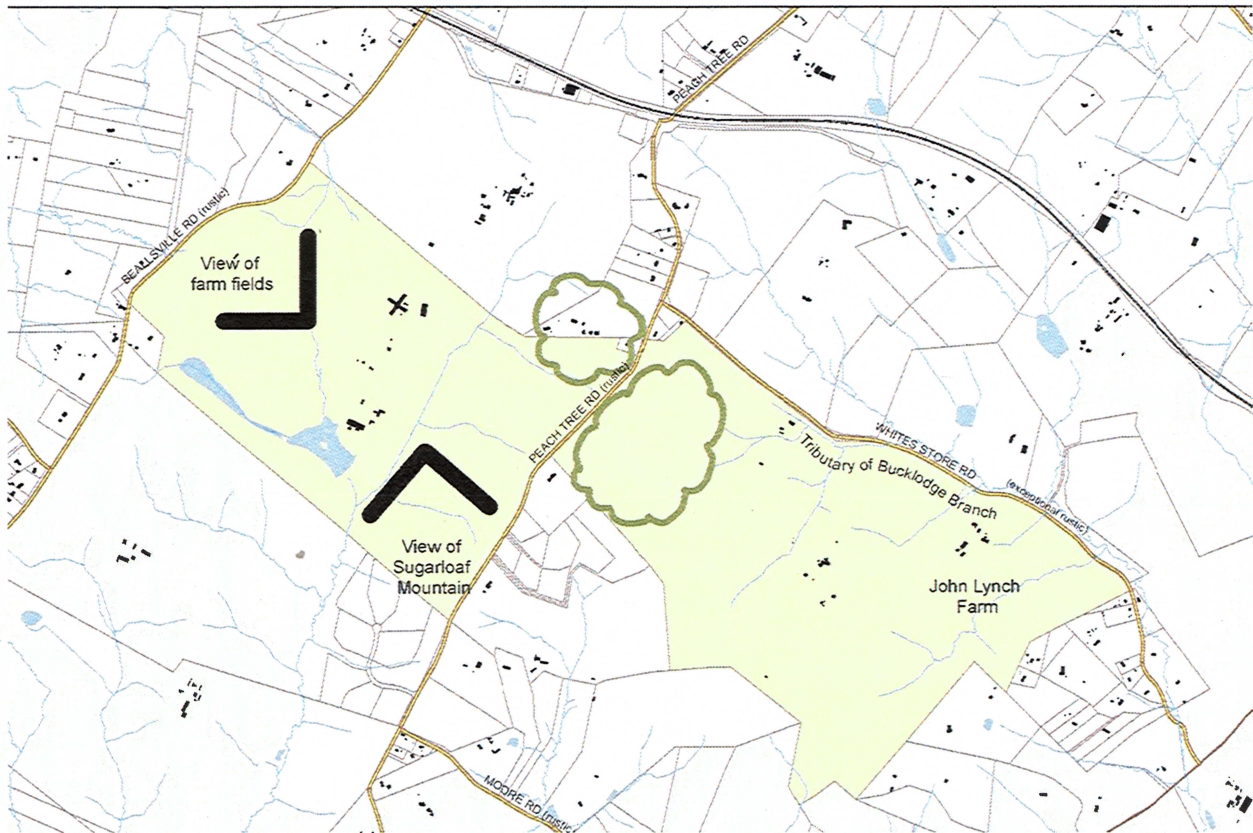 PEACH TREE RD
BEALLSVILLE RD (rustic)
View of
farm fields
PEACH TREE RD (rustic)
WHITES STORE RD
(exceptional rustic)
Tributary of Bucklodge Branch
View of
Sugarloaf
Mountain
John Lynch
Farm
MOORE RD (rustic)